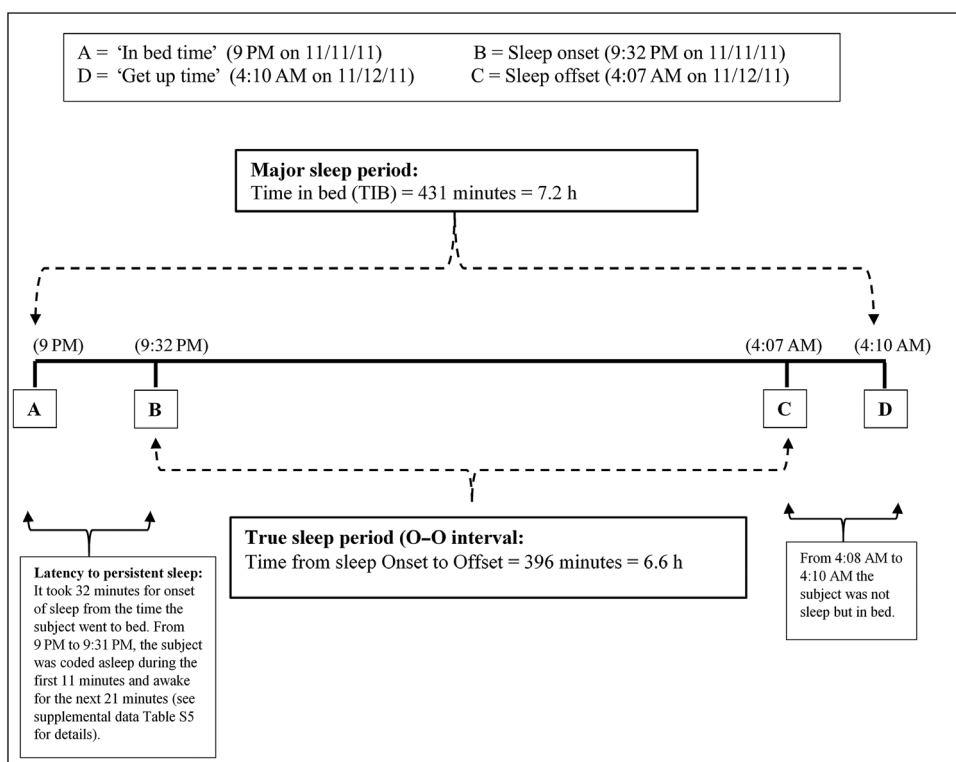 A = ‘In bed time’ (9 PM on 11/11/11) B = Sleep onset (9:32 PM on 11/11/11)
D = ‘Get up time’ (4:10 AM on 11/12/11) C = Sleep offset (4:07 AM on 11/12/11)
Major sleep period:
Time in bed (TIB) = 431 minutes = 7.2 h
(9 PM) (9:32 PM) (4:07 AM) (4:10 AM)
A B C D
True sleep period (O–O interval:
Time from sleep Onset to Offset = 396 minutes = 6.6 h
Latency to persistent sleep:
It took 32 minutes for onset
of sleep from the time the
subject went to bed. From
9 PM to 9:31 PM, the subject
was coded asleep during the
first 11 minutes and awake
for the next 21 minutes (see
supplemental data Table S5
for details).
From 4:08 AM to
4:10 AM the
subject was not
sleep but in bed.